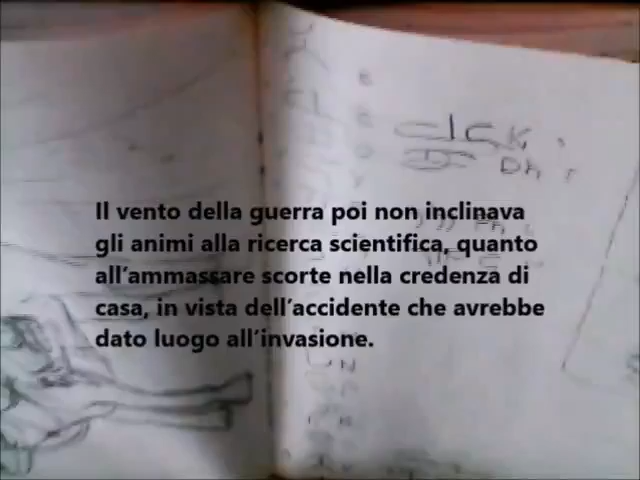 Il vento della guerra poi non inclinava
gli animi alla ricerca scientifica, quanto
all'ammassare scorte nella credenza di
casa, in vista dell'accidente che avrebbe
dato luogo all'invasione.